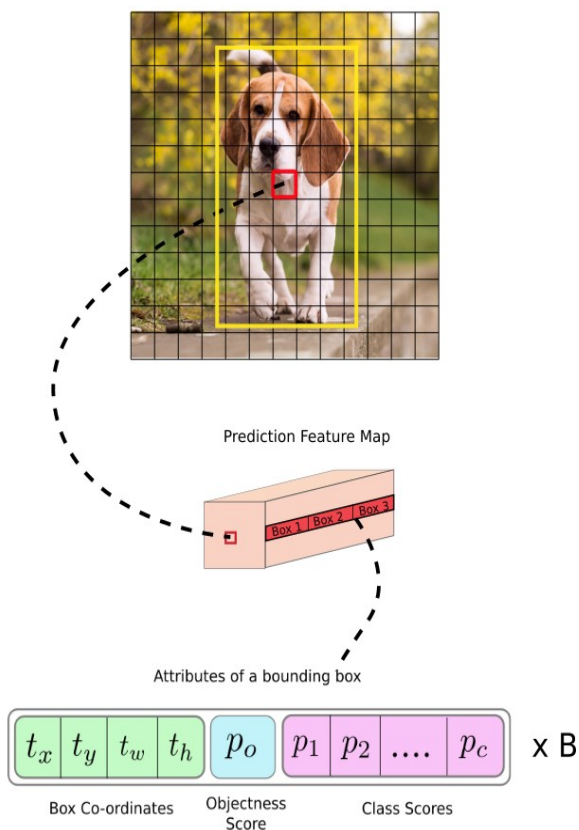 Prediction Feature Map
Box 1 Box 2 Box 3
Attributes of a bounding box
t_x t_y t_w t_h p_o p_1 p_2 .... p_c x B
Box Co-ordinates Objectness Score Class Scores